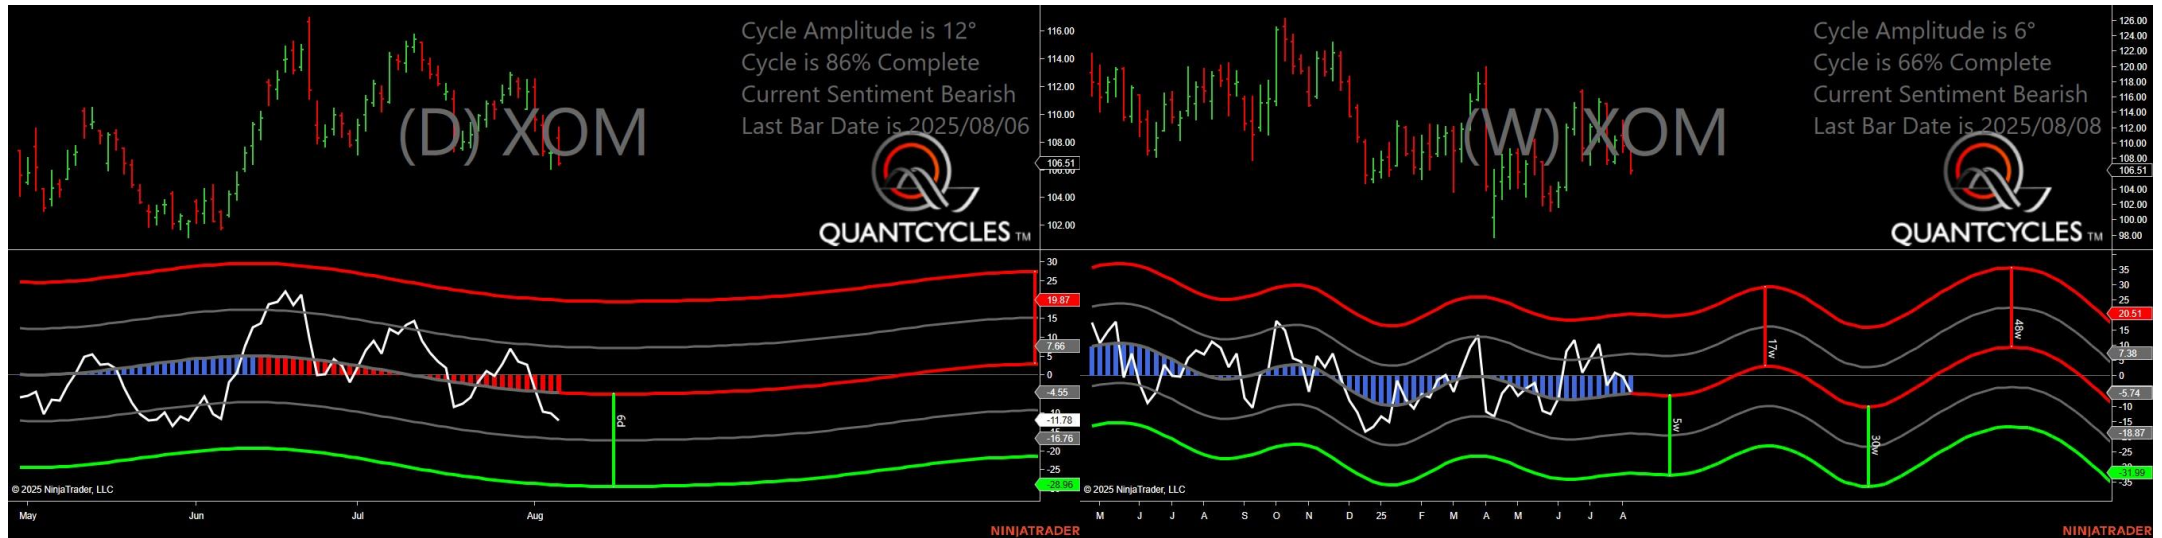 Cycle Amplitude is 12°
Cycle is 86% Complete
Current Sentiment Bearish
Last Bar Date is 2025/08/06
(D) XOM
QUANTCYCLES TM
116.00
114.00
112.00
110.00
108.00
106.51
106.00
104.00
102.00
30
25
19.87
15
10
7.66
5
0
-4.55
-10
-11.78
-15
-16.76
-20
-25
-28.96
6d
© 2025 NinjaTrader, LLC
May Jun Jul Aug
NINJATRADER
Cycle Amplitude is 6°
Cycle is 66% Complete
Current Sentiment Bearish
Last Bar Date is 2025/08/08
(W) XOM
QUANTCYCLES TM
126.00
124.00
122.00
120.00
118.00
116.00
114.00
112.00
110.00
108.00
106.51
104.00
102.00
100.00
98.00
35
30
25
20.51
15
10
7.38
0
-5.74
-10
-15
-18.87
-25
-31.99
-35
5w
17w
30w
48w
© 2025 NinjaTrader, LLC
M J J A S O N D 25 F M A M J J A
NINJATRADER